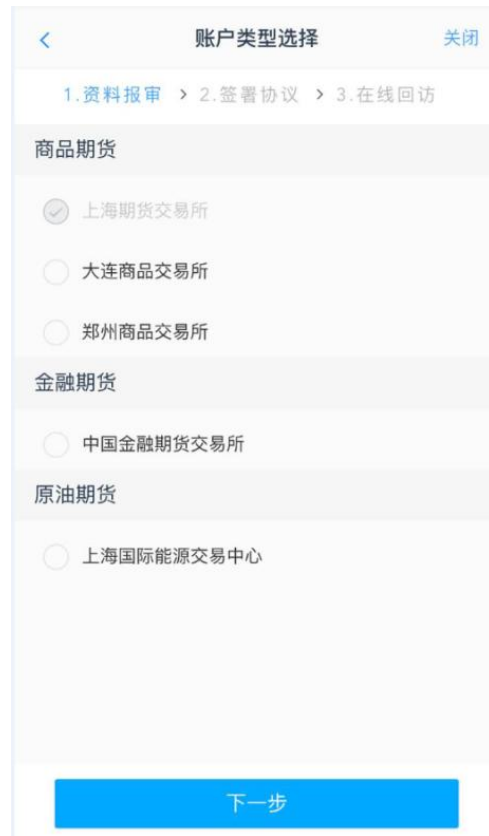 账户类型选择 关闭
1.资料报审 > 2.签署协议 > 3.在线回访
商品期货
上海期货交易所
大连商品交易所
郑州商品交易所
金融期货
中国金融期货交易所
原油期货
上海国际能源交易中心
下一步